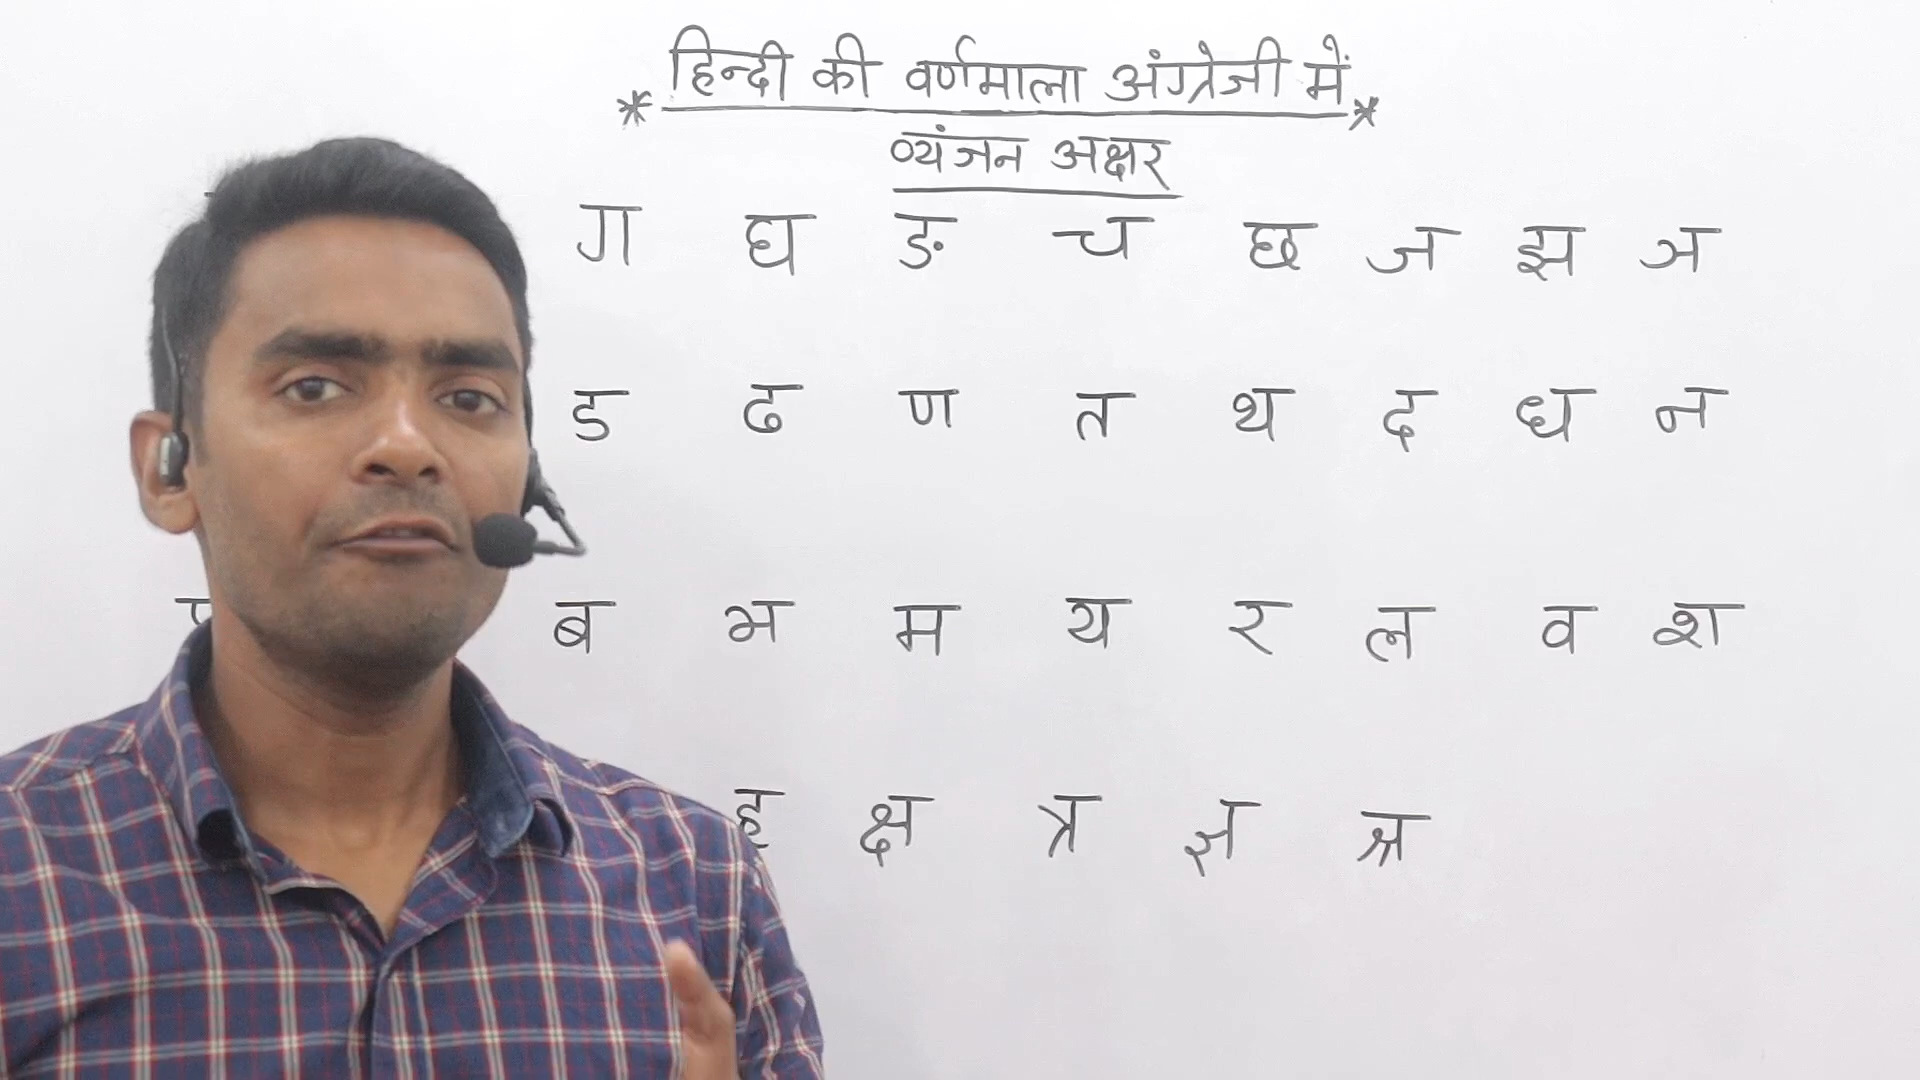 * हिन्दी की वर्णमाला अंग्रेजी में *
व्यंजन अक्षर
ग घ ङ च छ ज झ ञ
ड ढ ण त थ द ध न
ब भ म य र ल व श
ह क्ष त्र ज्ञ श्र